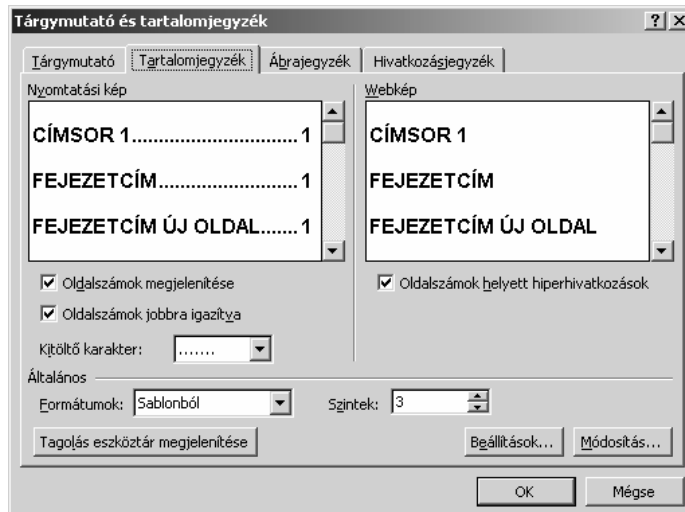 Tárgymutató és tartalomjegyzék
Tárgymutató Tartalomjegyzék Ábrajegyzék Hivatkozásjegyzék
Nyomtatási kép
CÍMSOR 1............................ 1
FEJEZETCÍM........................ 1
FEJEZETCÍM ÚJ OLDAL....... 1
Webkép
CÍMSOR 1
FEJEZETCÍM
FEJEZETCÍM ÚJ OLDAL
Oldalszámok megjelenítése
Oldalszámok jobbra igazítva
Kitöltő karakter: .......
Oldalszámok helyett hiperhivatkozások
Általános
Formátumok: Sablonból Szintek: 3
Tagolás eszköztár megjelenítése Beállítások... Módosítás...
OK Mégse